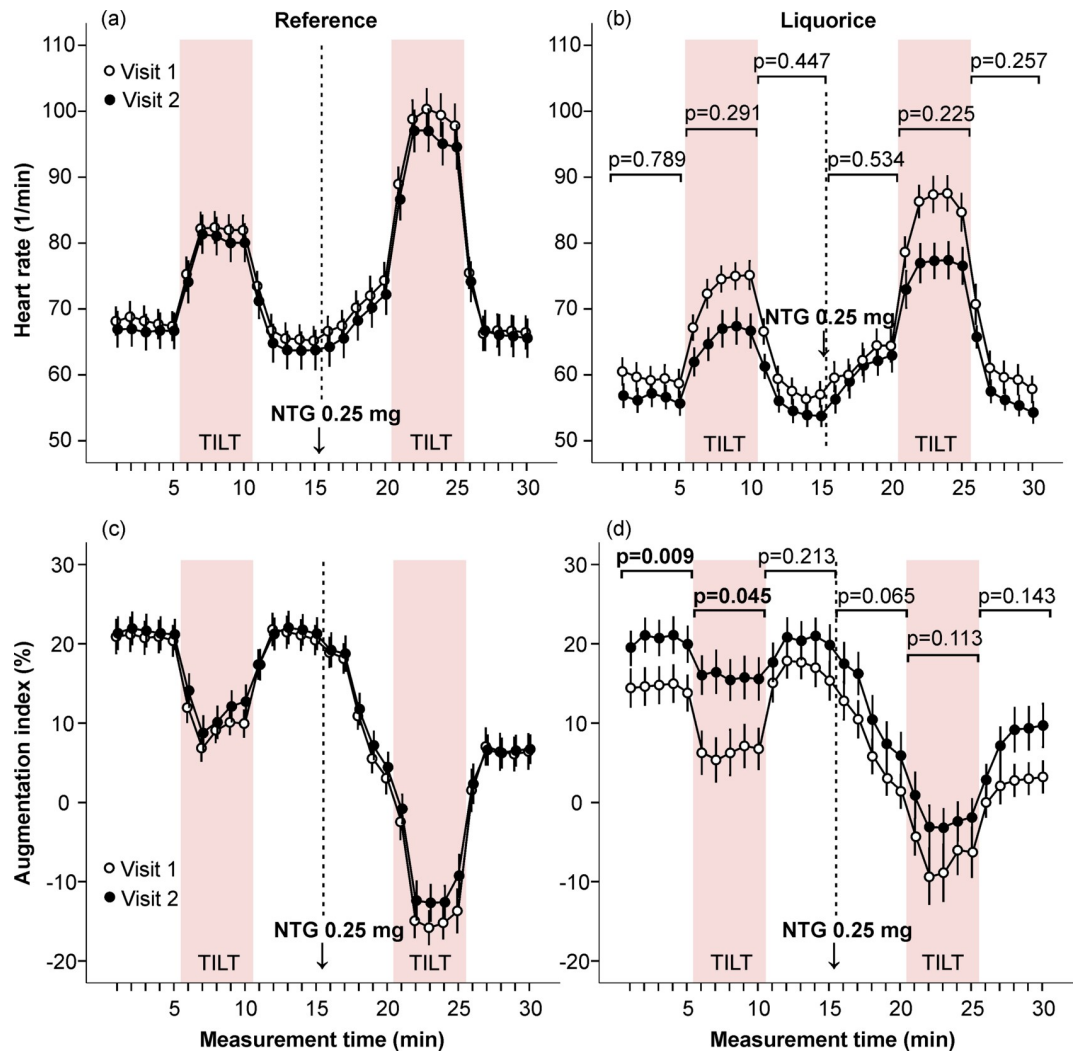 (a)
Reference
Heart rate (1/min)
110
100
90
80
70
60
50
Visit 1
Visit 2
NTG 0.25 mg
TILT
TILT
5 10 15 20 25 30
(b)
Liquorice
110
100
90
80
70
60
50
p=0.789
p=0.291
p=0.447
p=0.534
p=0.225
p=0.257
NTG 0.25 mg
TILT
TILT
5 10 15 20 25 30
(c)
Reference
Augmentation index (%)
30
20
10
0
-10
-20
Visit 1
Visit 2
NTG 0.25 mg
TILT
TILT
5 10 15 20 25 30
Measurement time (min)
(d)
Liquorice
30
20
10
0
-10
-20
p=0.009
p=0.045
p=0.213
p=0.065
p=0.113
p=0.143
NTG 0.25 mg
TILT
TILT
5 10 15 20 25 30
Measurement time (min)